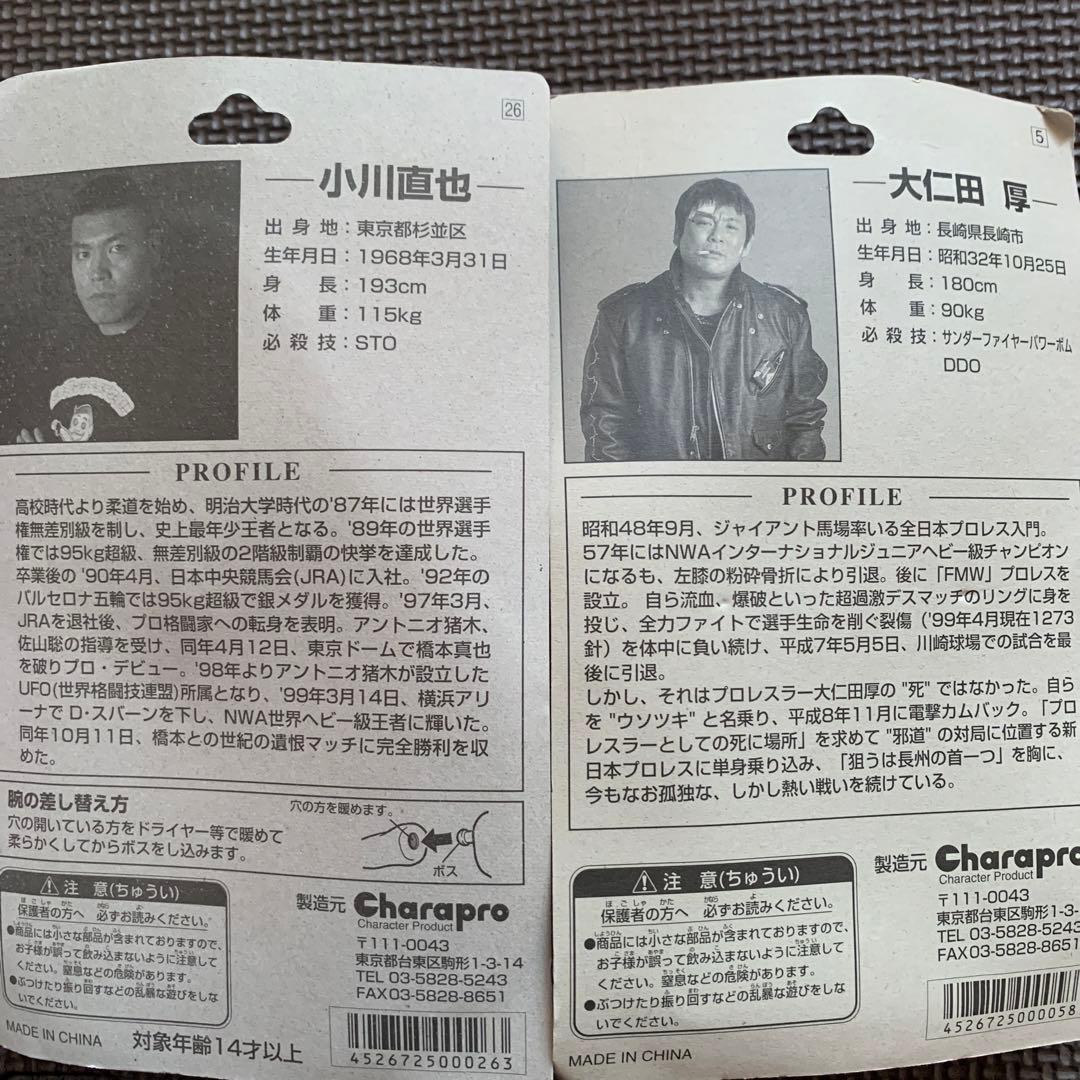 26
小川直也
出身地：東京都杉並区
生年月日：1968年3月31日
身長：193cm
体重：115kg
必殺技：STO
PROFILE
高校時代より柔道を始め、明治大学時代の'87年には世界選手
権無差別級を制し、史上最年少王者となる。'89年の世界選手
権では95kg超級、無差別級の2階級制覇の快挙を達成した。
卒業後の'90年4月、日本中央競馬会(JRA)に入社。'92年の
バルセロナ五輪では95kg超級で銀メダルを獲得。'97年3月、
JRAを退社後、プロ格闘家への転身を表明。アントニオ猪木、
佐山聡の指導を受け、同年4月12日、東京ドームで橋本真也
を破りプロ・デビュー。'98年よりアントニオ猪木が設立した
UFO(世界格闘技連盟)所属となり、'99年3月14日、横浜アリ
ーナで D・スバーンを下し、NWA世界ヘビー級王者に輝いた。
同年10月11日、橋本との世紀の遺恨マッチに完全勝利を収
めた。
腕の差し替え方
穴の開いている方をドライヤー等で暖めて
柔らかくしてからボスをし込みます。
穴の方を暖めます。
ボス
注 意(ちゅうい)
保護者の方へ 必ずお読みください。
●商品には小さな部品が含まれておりますので、
お子様が誤って飲み込まないように注意して
ください。窒息などの危険があります。
●ぶつけたり振り回すなどの乱暴な遊びをしな
いでください。
MADE IN CHINA
対象年齢14才以上
製造元 Charapro
Character Product
〒111-0043
東京都台東区駒形1-3-14
TEL 03-5828-5243
FAX03-5828-8651
4526725000263
5
大仁田 厚
出身地：長崎県長崎市
生年月日：昭和32年10月25日
身長：180cm
体重：90kg
必殺技：サンダーファイヤーパワーボム
DDO
PROFILE
昭和48年9月、ジャイアント馬場率いる全日本プロレス入門。
57年にはNWAインターナショナルジュニアヘビー級チャンピオン
になるも、左膝の粉砕骨折により引退。後に「FMW」プロレスを
設立。 自ら流血、爆破といった超過激デスマッチのリングに身を
投じ、全力ファイトで選手生命を削ぐ裂傷（'99年4月現在1273
針）を体中に負い続け、平成7年5月5日、川崎球場での試合を最
後に引退。
しかし、それはプロレスラー大仁田厚の "死" ではなかった。自ら
を "ウソツキ" と名乗り、平成8年11月に電撃カムバック。「プロ
レスラーとしての死に場所」を求めて "邪道" の対局に位置する新
日本プロレスに単身乗り込み、「狙うは長州の首一つ」を胸に、
今もなお孤独な、しかし熱い戦いを続けている。
注 意(ちゅうい)
保護者の方へ 必ずお読みください。
●商品には小さな部品が含まれておりますので、
お子様が誤って飲み込まないように注意して
ください。窒息などの危険があります。
●ぶつけたり振り回すなどの乱暴な遊びをしな
いでください。
MADE IN CHINA
製造元 Charapro
Character Product
〒111-0043
東京都台東区駒形1-3-
TEL 03-5828-5243
FAX03-5828-8651
452672500058